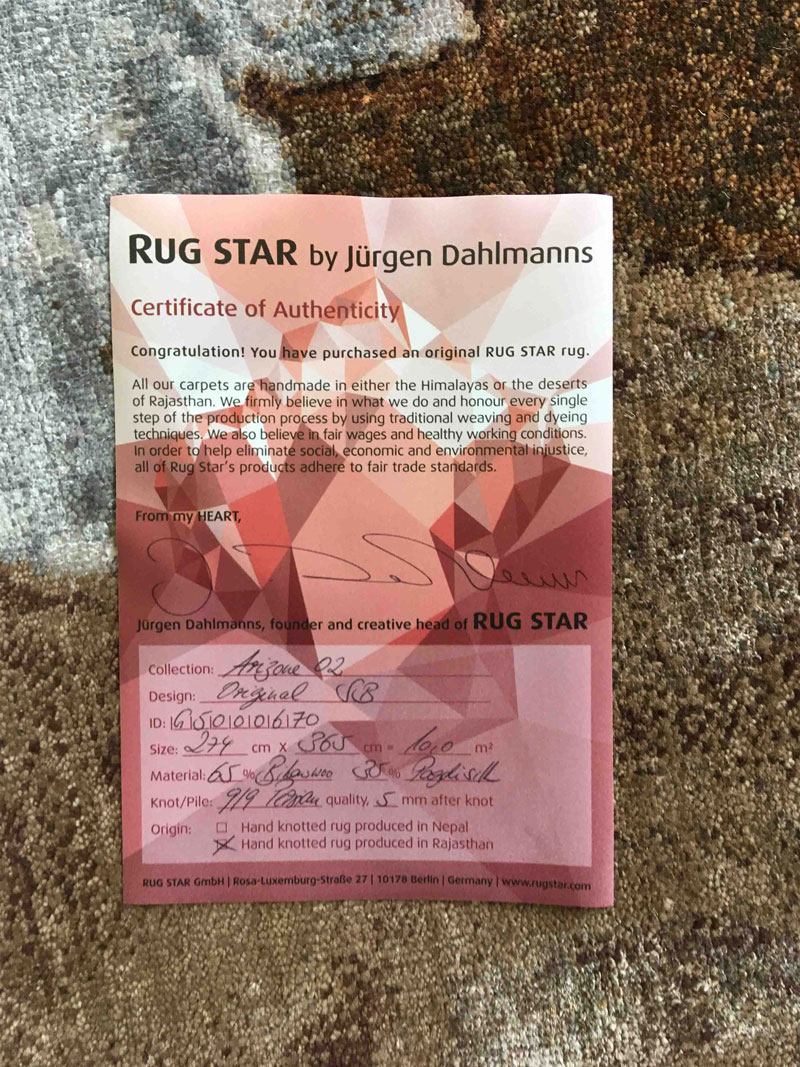 RUG STAR by Jürgen Dahlmanns
Certificate of Authenticity
Congratulation! You have purchased an original RUG STAR rug.
All our carpets are handmade in either the Himalayas or the deserts
of Rajasthan. We firmly believe in what we do and honour every single
step of the production process by using traditional weaving and dyeing
techniques. We also believe in fair wages and healthy working conditions.
In order to help eliminate social, economic and environmental injustice,
all of Rug Star's products adhere to fair trade standards.
From my HEART,
Jürgen Dahlmanns, founder and creative head of RUG STAR
Collection: Arizona 02
Design: Original
ID:
Size: 274 cm X 365 cm = 10,0 m²
Material: 65 % 35 %
Knot/Pile: 9/9 quality, 5 mm after knot
Origin: Hand knotted rug produced in Nepal
Hand knotted rug produced in Rajasthan
RUG STAR GmbH | Rosa-Luxemburg-Straße 27 | 10178 Berlin | Germany | www.rugstar.com